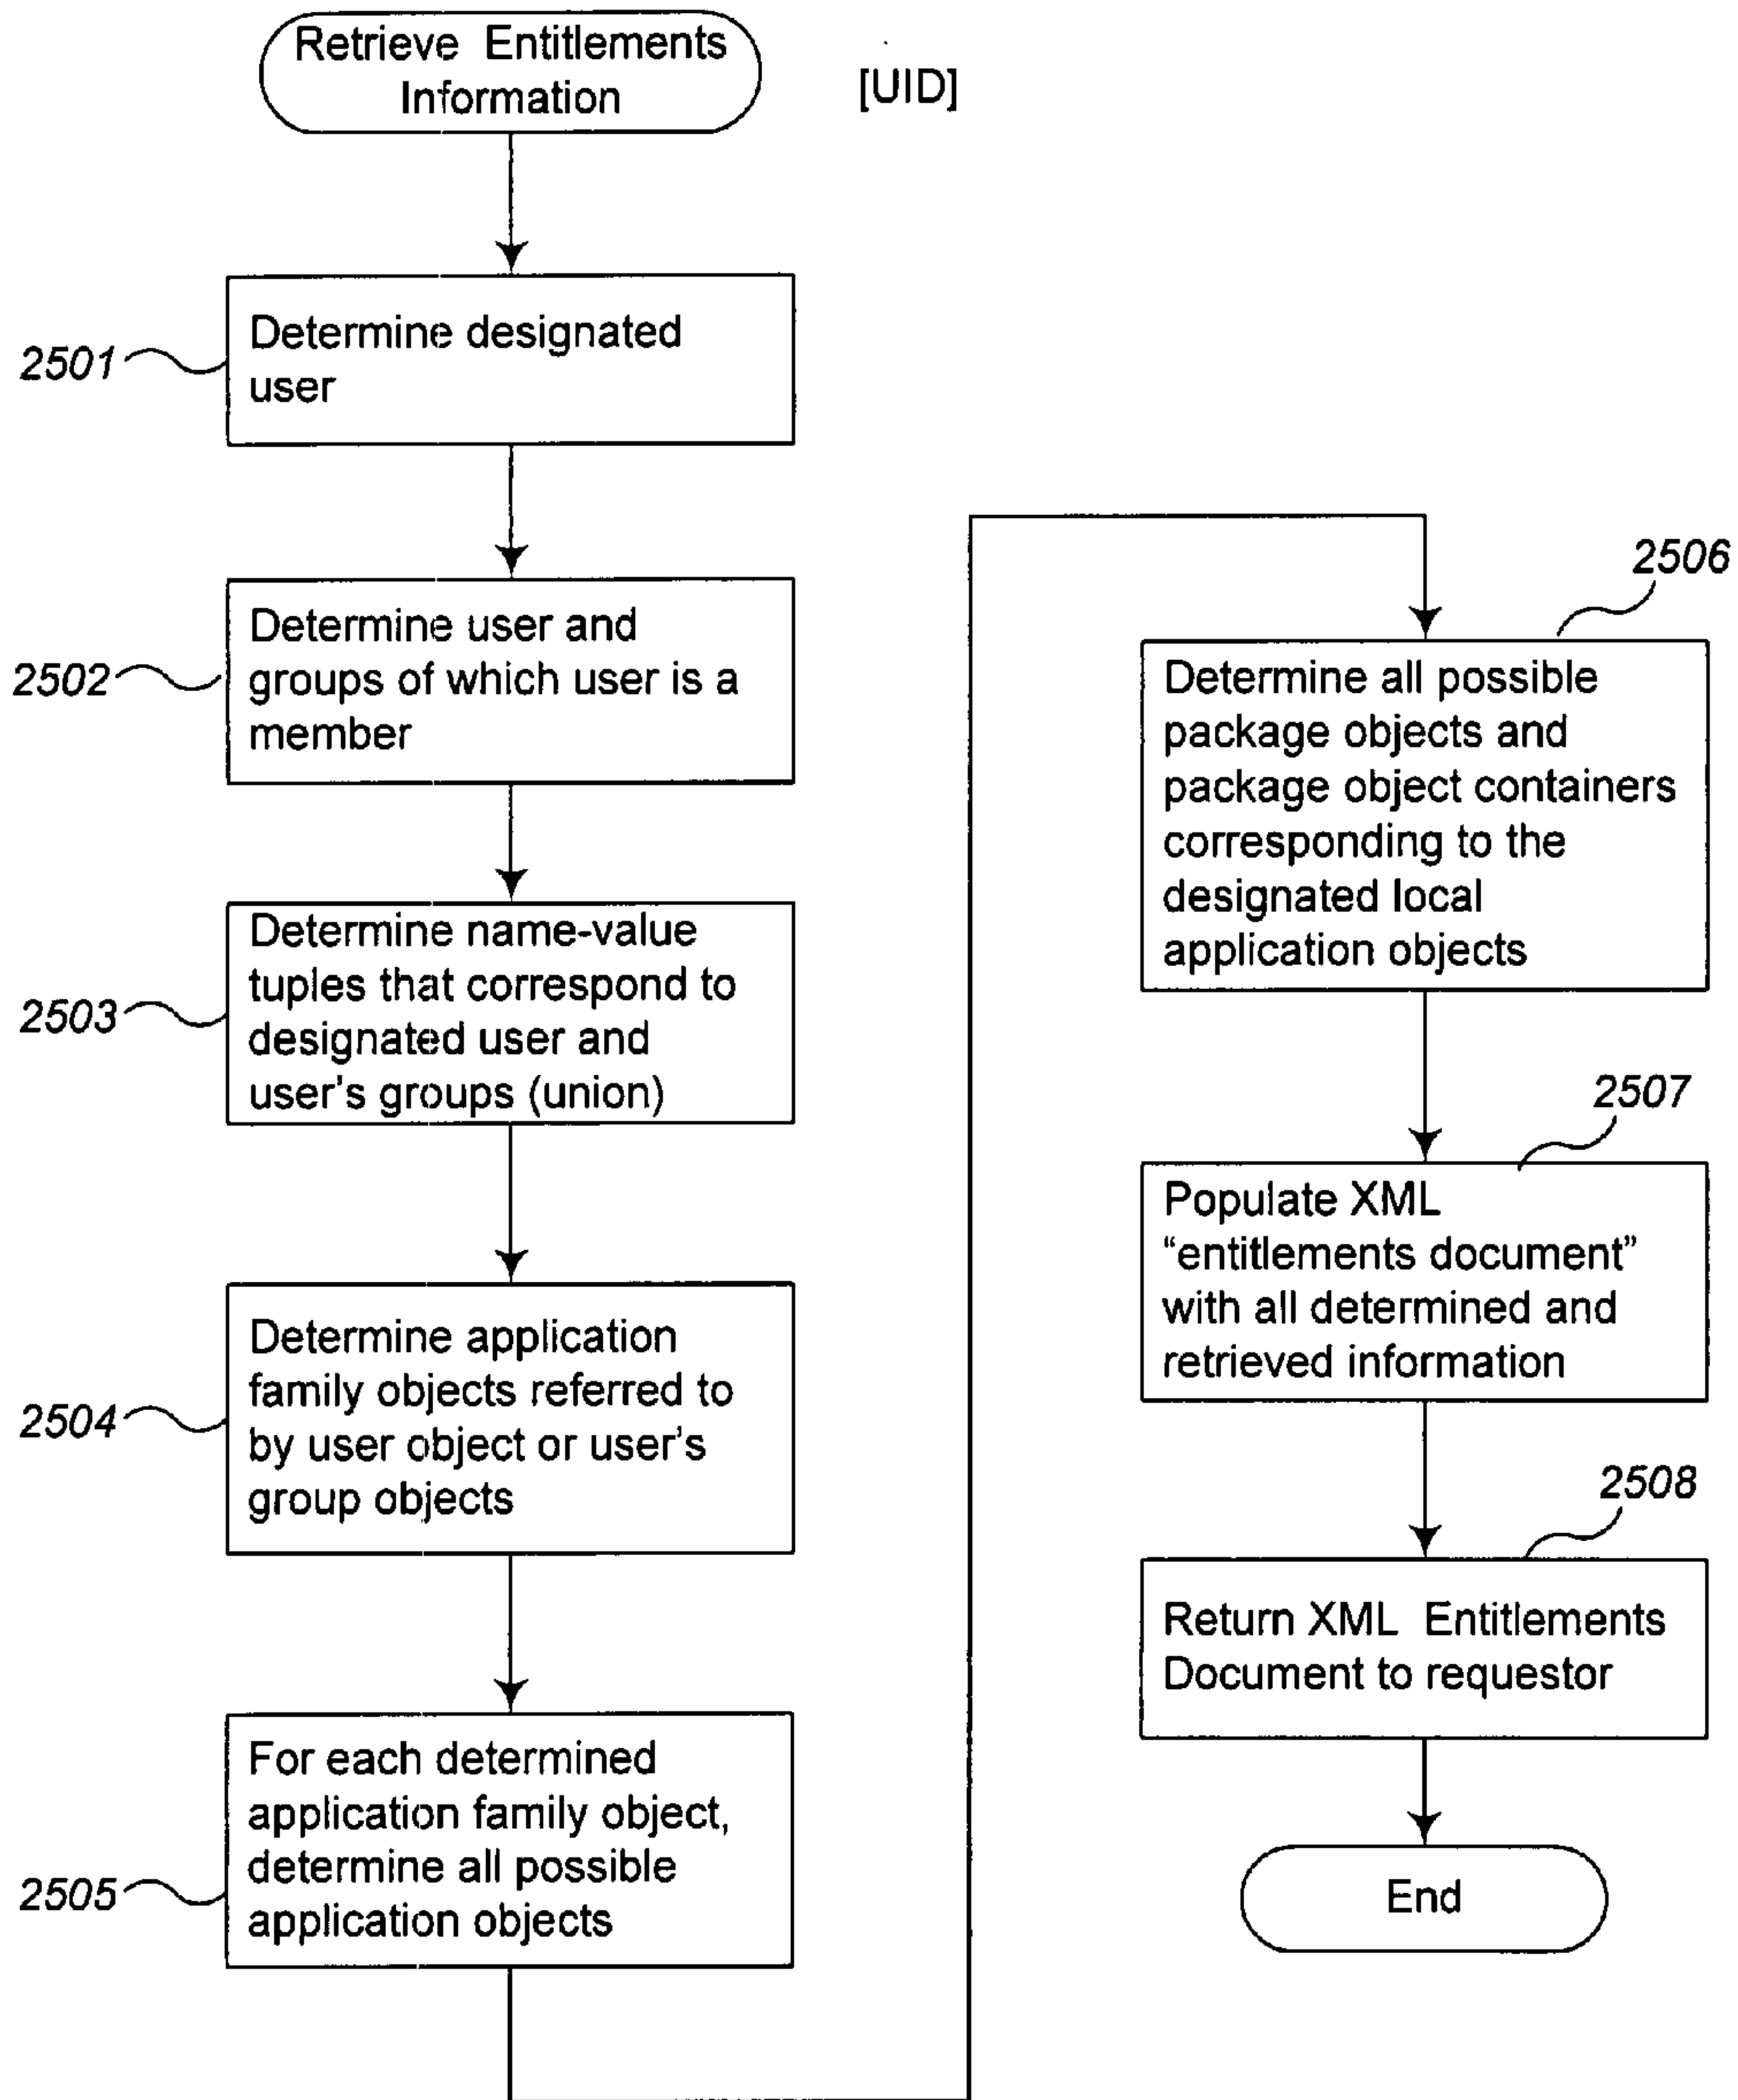 Retrieve Entitlements
Information
[UID]
2501
Determine designated
user
2502
Determine user and
groups of which user is a
member
2503
Determine name-value
tuples that correspond to
designated user and
user's groups (union)
2504
Determine application
family objects referred to
by user object or user's
group objects
2505
For each determined
application family object,
determine all possible
application objects
2506
Determine all possible
package objects and
package object containers
corresponding to the
designated local
application objects
2507
Populate XML
“entitlements document”
with all determined and
retrieved information
2508
Return XML Entitlements
Document to requestor
End